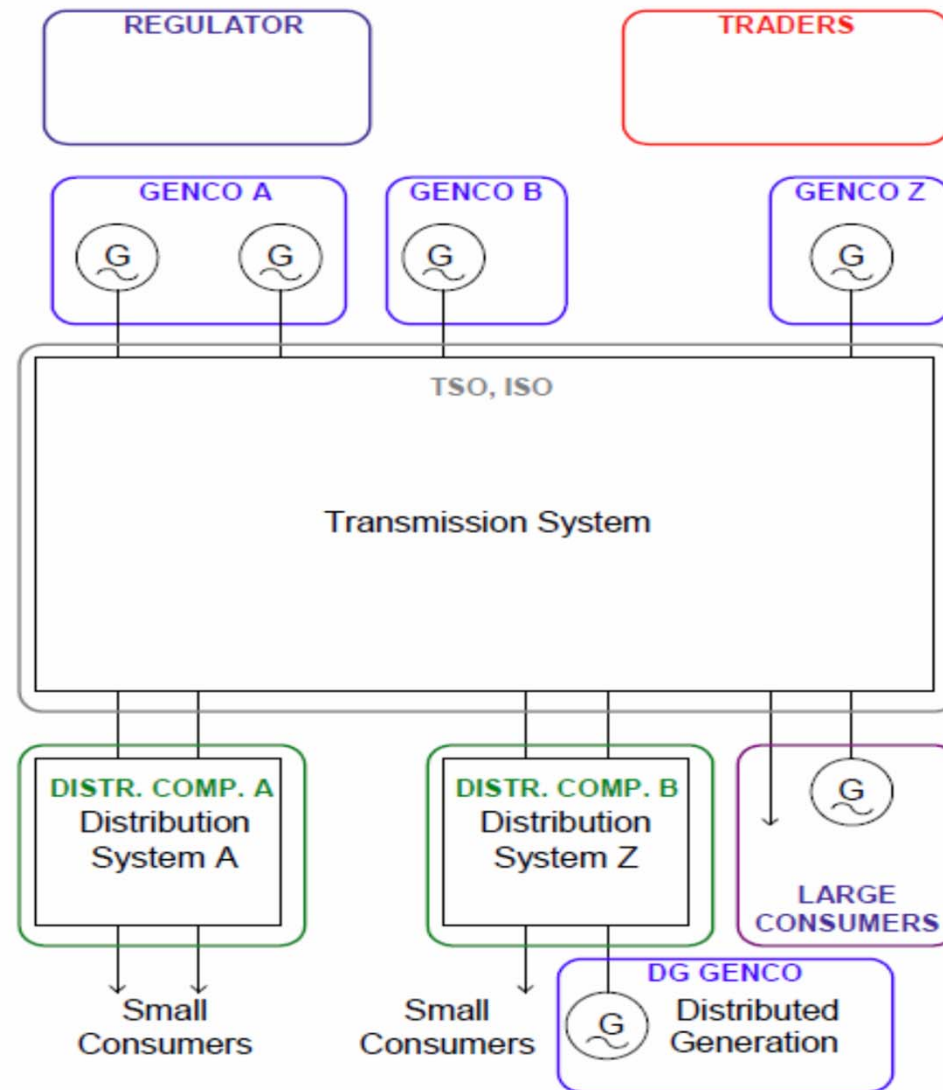 REGULATOR
TRADERS
GENCO A
GENCO B
GENCO Z
G
G
G
G
TSO, ISO
Transmission System
DISTR. COMP. A
Distribution
System A
DISTR. COMP. B
Distribution
System Z
G
LARGE
CONSUMERS
Small
Consumers
Small
Consumers
DG GENCO
G
Distributed
Generation